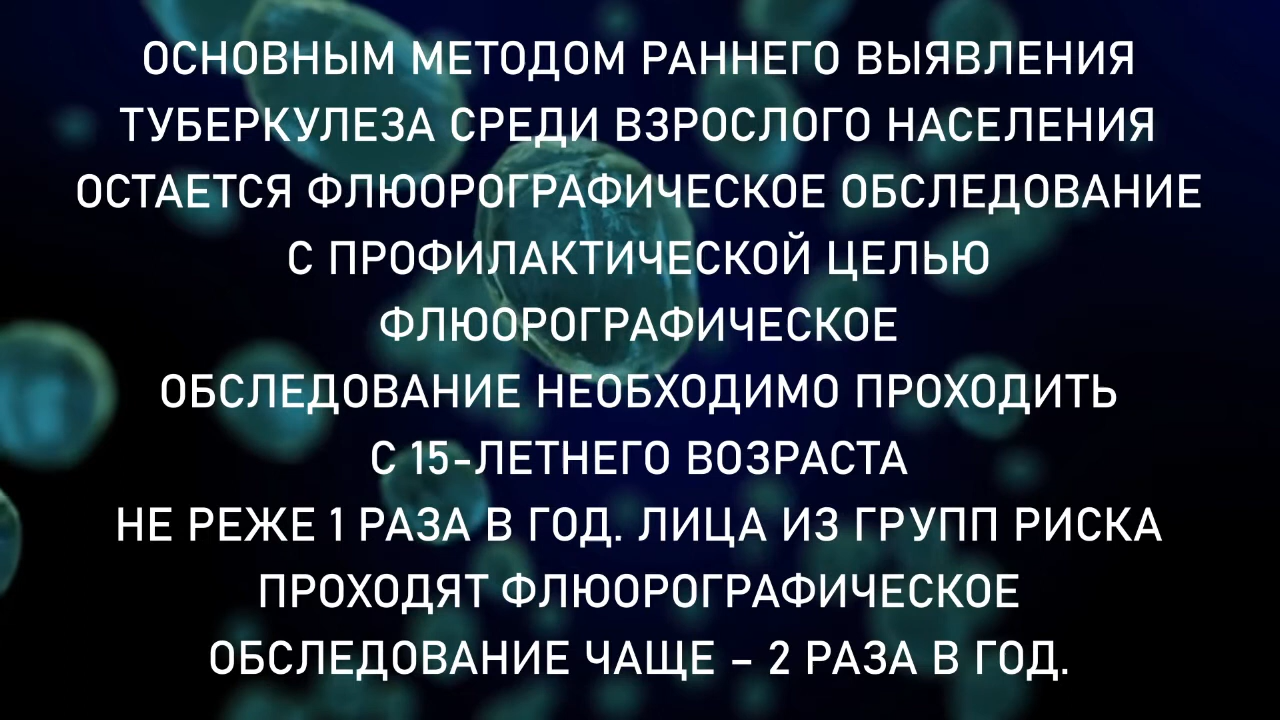 ОСНОВНЫМ МЕТОДОМ РАННЕГО ВЫЯВЛЕНИЯ
ТУБЕРКУЛЕЗА СРЕДИ ВЗРОСЛОГО НАСЕЛЕНИЯ
ОСТАЕТСЯ ФЛЮОРОГРАФИЧЕСКОЕ ОБСЛЕДОВАНИЕ
С ПРОФИЛАКТИЧЕСКОЙ ЦЕЛЬЮ
ФЛЮОРОГРАФИЧЕСКОЕ
ОБСЛЕДОВАНИЕ НЕОБХОДИМО ПРОХОДИТЬ
С 15-ЛЕТНЕГО ВОЗРАСТА
НЕ РЕЖЕ 1 РАЗА В ГОД. ЛИЦА ИЗ ГРУПП РИСКА
ПРОХОДЯТ ФЛЮОРОГРАФИЧЕСКОЕ
ОБСЛЕДОВАНИЕ ЧАЩЕ – 2 РАЗА В ГОД.